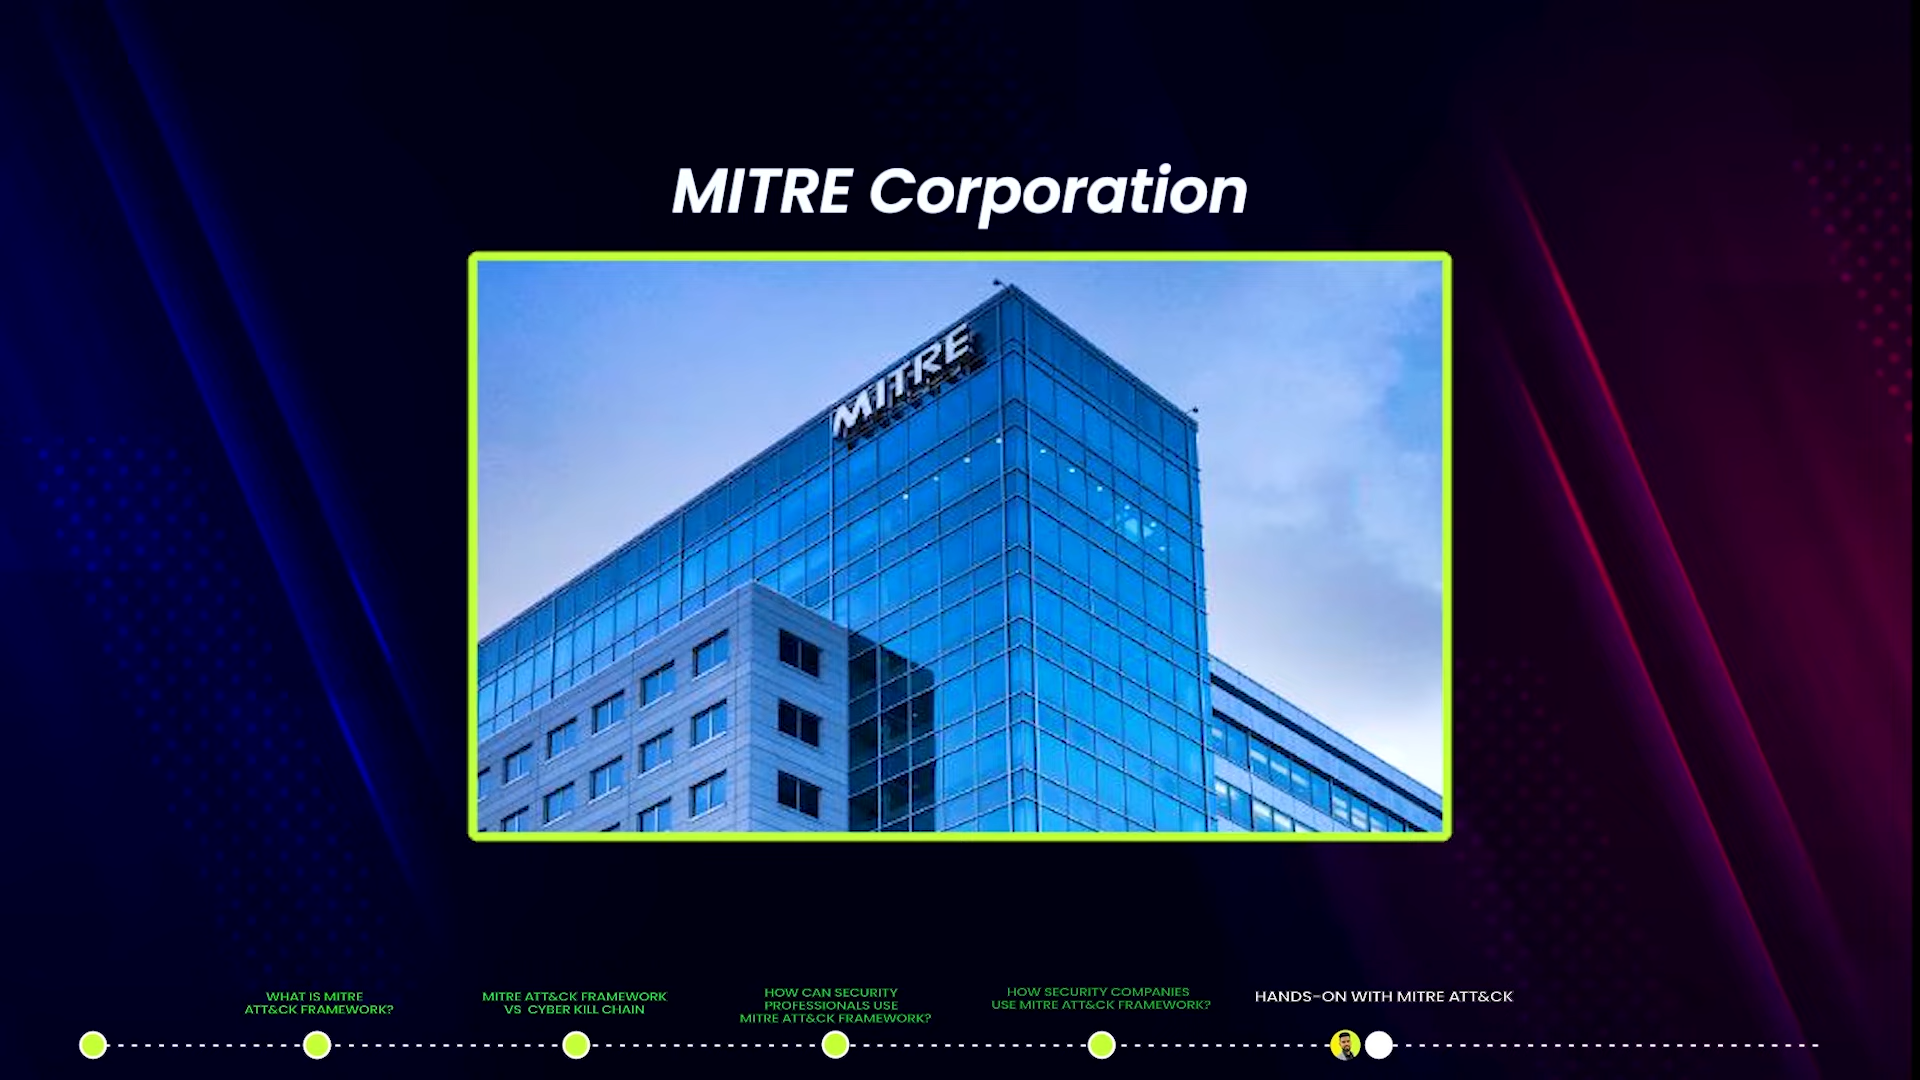 MITRE Corporation
MITRE
WHAT IS MITRE
ATT&CK FRAMEWORK?
MITRE ATT&CK FRAMEWORK
VS CYBER KILL CHAIN
HOW CAN SECURITY
PROFESSIONALS USE
MITRE ATT&CK FRAMEWORK?
HOW SECURITY COMPANIES
USE MITRE ATT&CK FRAMEWORK?
HANDS-ON WITH MITRE ATT&CK